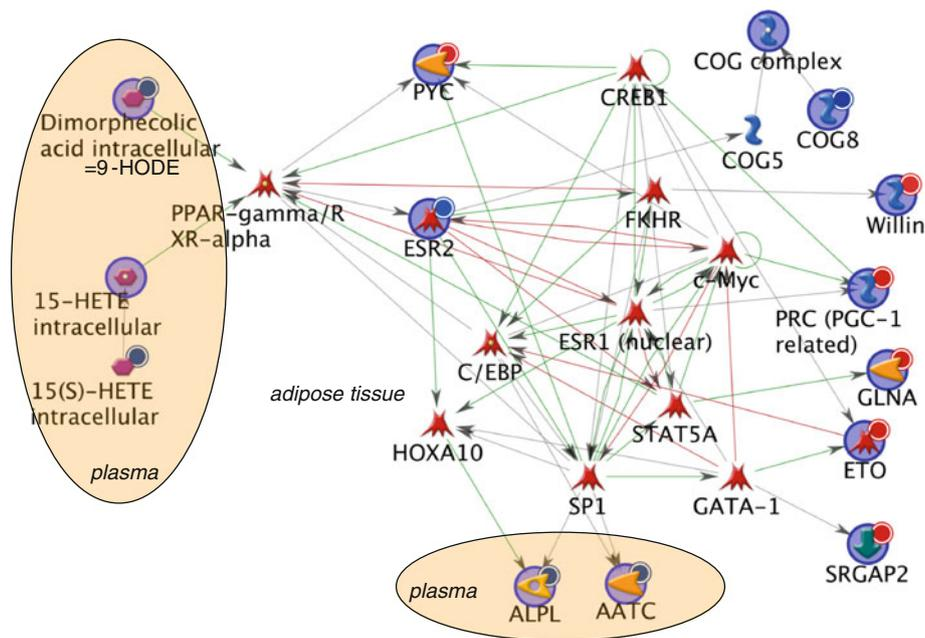 COG complex
PYC
CREB1
COG8
COG5
Dimorphecolic
acid intracellular
=9-HODE
PPAR-gamma/R
XR-alpha
FKHR
Willin
ESR2
c-Myc
15-HETE
intracellular
PRC (PGC-1
related)
ESR1 (nuclear)
C/EBP
GLNA
15(S)-HETE
intracellular
adipose tissue
STAT5A
HOXA10
ETO
plasma
SP1
GATA-1
SRGAP2
plasma
ALPL
AATC